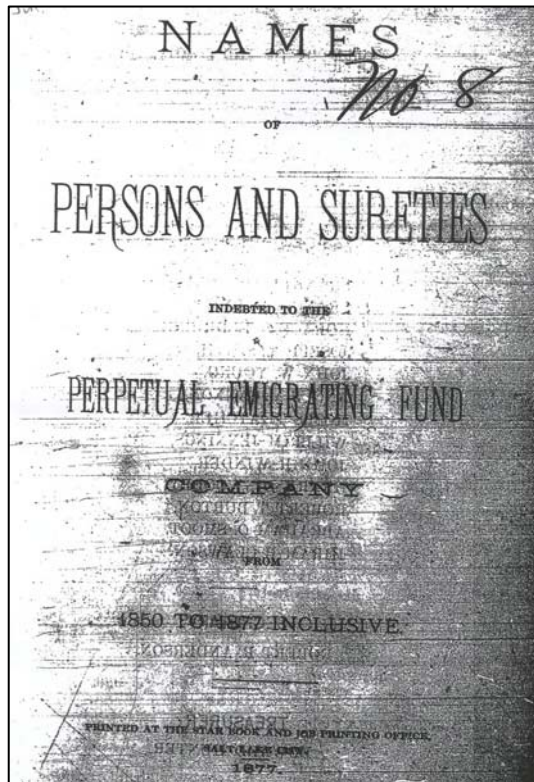 NAMES
No 8
OF
PERSONS AND SURETIES
INDEBTED TO THE
PERPETUAL EMIGRATING FUND
COMPANY
FROM
1850 TO 1877 INCLUSIVE.
PRINTED AT THE STAR BOOK AND JOB PRINTING OFFICE,
SALT LAKE CITY.
1877.